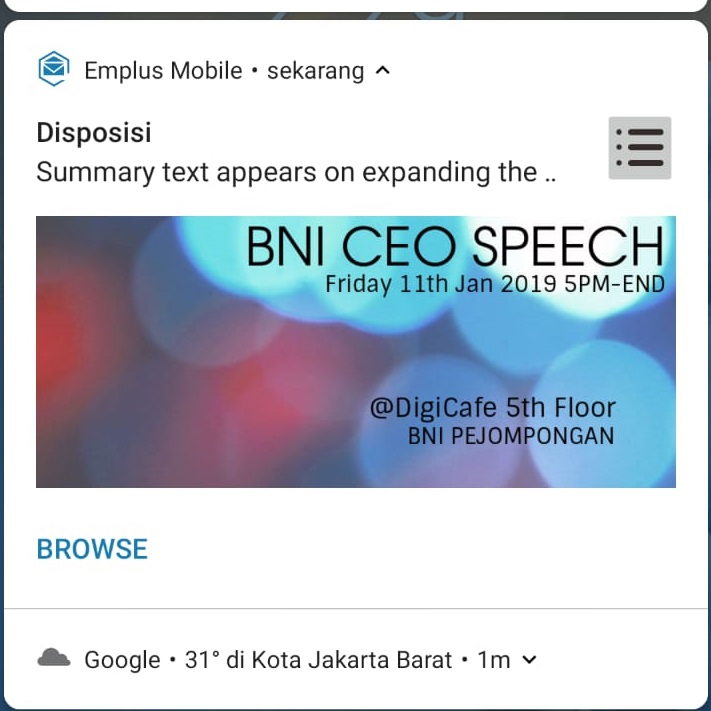 Emplus Mobile • sekarang
Disposisi
Summary text appears on expanding the ..
BNI CEO SPEECH
Friday 11th Jan 2019 5PM-END
@DigiCafe 5th Floor
BNI PEJOMPONGAN
BROWSE
Google • 31° di Kota Jakarta Barat • 1m